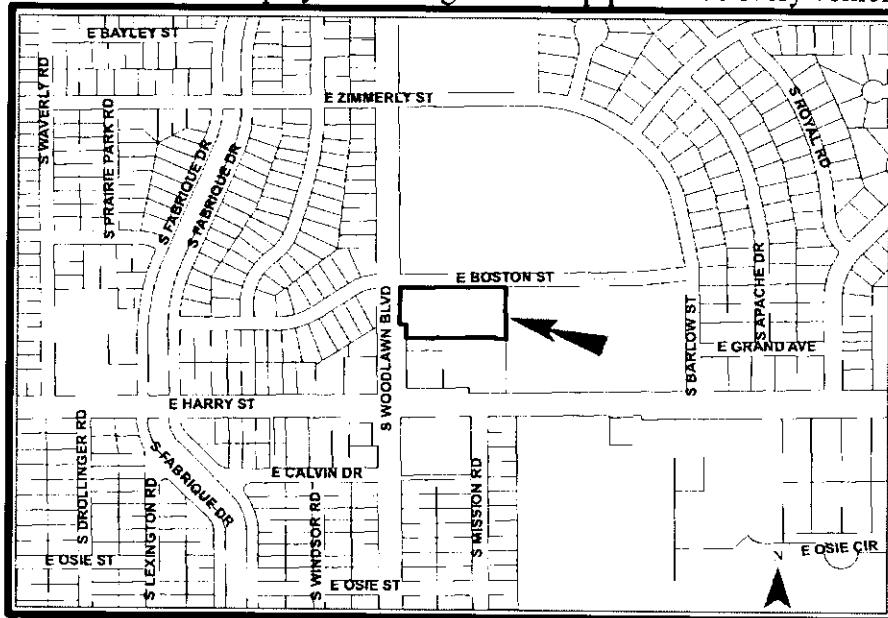 E BAYLEY ST
S WAVERLY RD
E ZIMMERLY ST
S PRAIRIE PARK RD
S FABRIQUE DR
S FABRIQUE DR
S ROYAL RD
E BOSTON ST
S WOODLAWN BLVD
S BARLOW ST
S APACHE DR
E GRAND AVE
E HARRY ST
S DROLLINGER RD
S FABRIQUE DR
S LEXINGTON RD
E CALVIN DR
S WINDSOR RD
S MISSION RD
E OSIE ST
E OSIE ST
E OSIE CIR
N